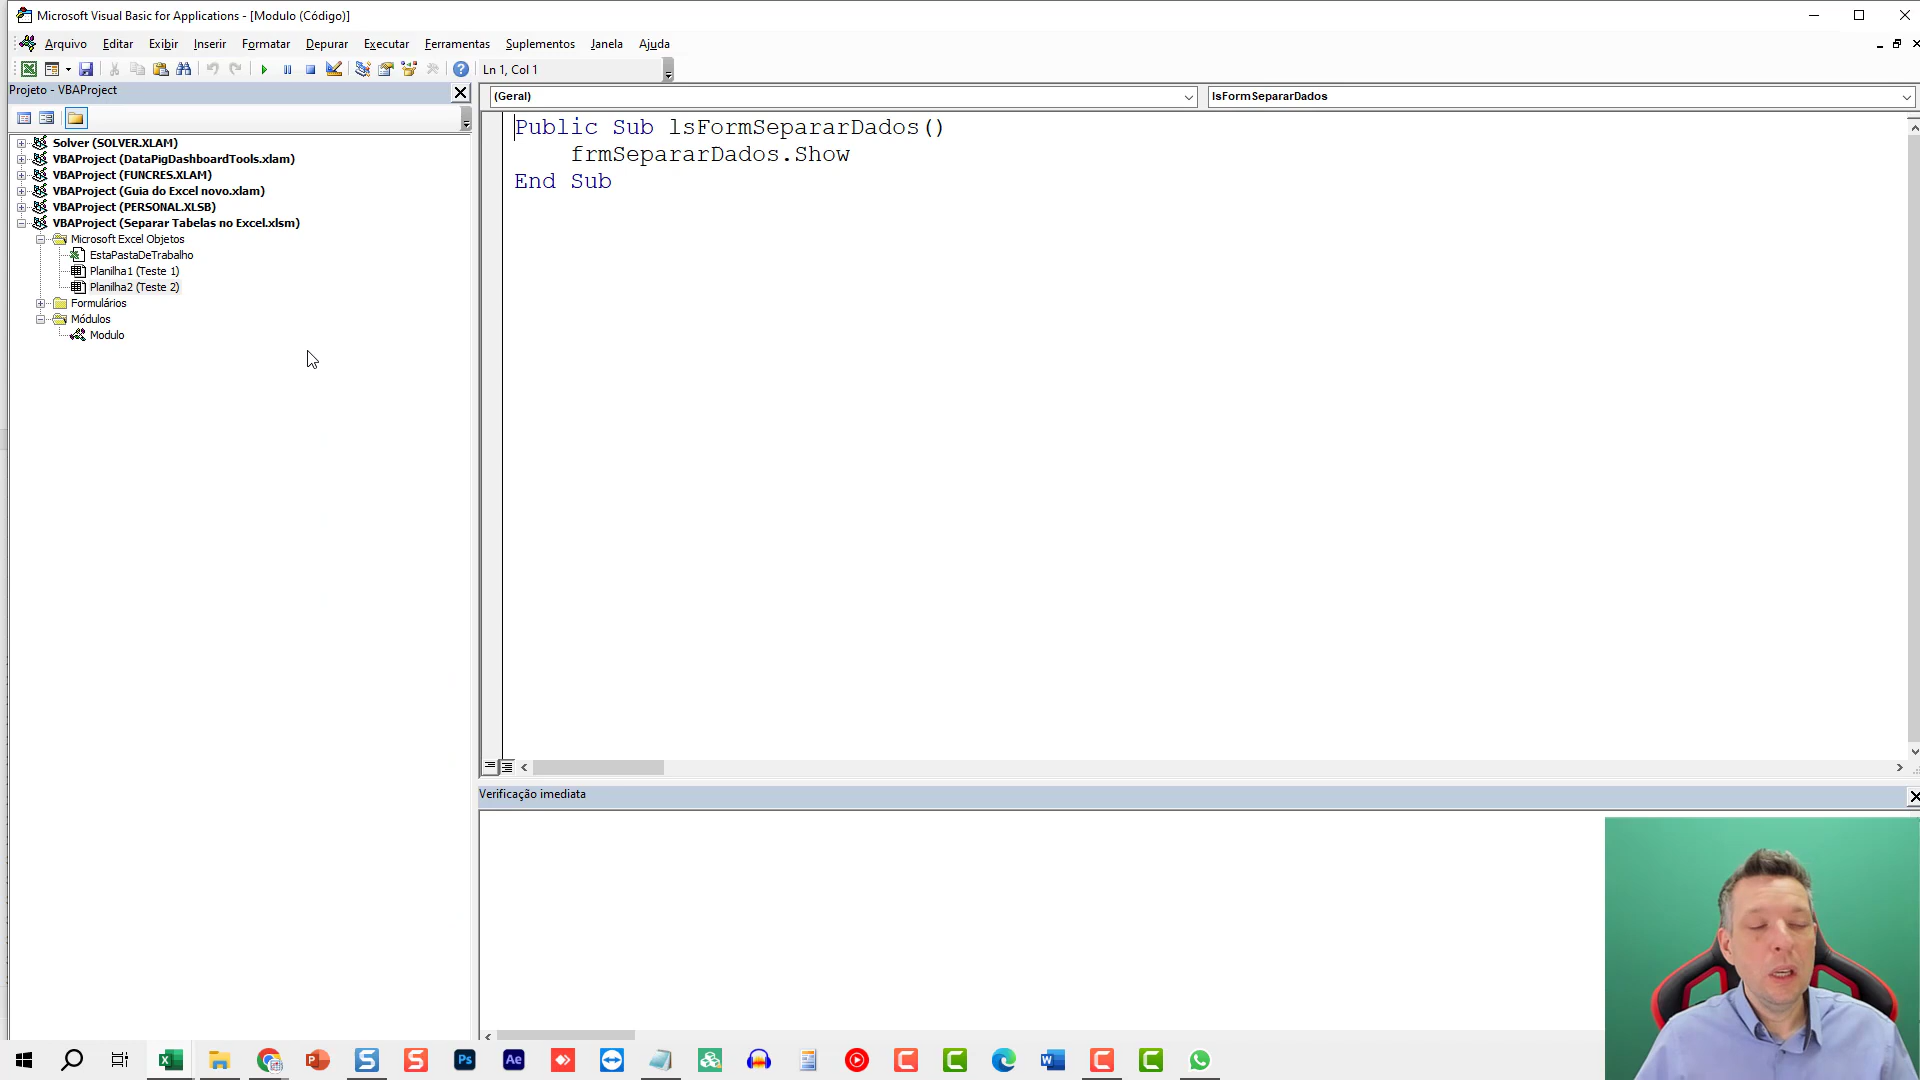 Microsoft Visual Basic for Applications - [Modulo (Código)]
Arquivo Editar Exibir Inserir Formatar Depurar Executar Ferramentas Suplementos Janela Ajuda
Ln 1, Col 1
Projeto - VBAProject
(Geral)
lsFormSepararDados
Solver (SOLVER.XLAM)
VBAProject (DataPigDashboardTools.xlam)
VBAProject (FUNCRES.XLAM)
VBAProject (Guia do Excel novo.xlam)
VBAProject (PERSONAL.XLSB)
VBAProject (Separar Tabelas no Excel.xlsm)
Microsoft Excel Objetos
EstaPastaDeTrabalho
Planilha1 (Teste 1)
Planilha2 (Teste 2)
Formulários
Módulos
Modulo
Public Sub lsFormSepararDados()
frmSepararDados.Show
End Sub
Verificação imediata
Ps
Ae